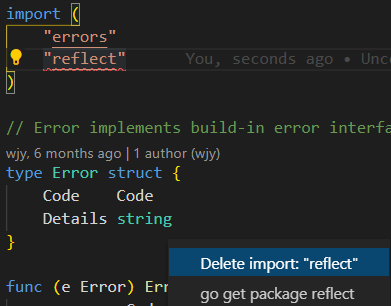 import (
"errors"
"reflect" You, seconds ago • Unc
)
// Error implements build-in error interfa
wjy, 6 months ago | 1 author (wjy)
type Error struct {
Code Code
Details string
}
Delete import: "reflect"
func (e Error) Err
go get package reflect